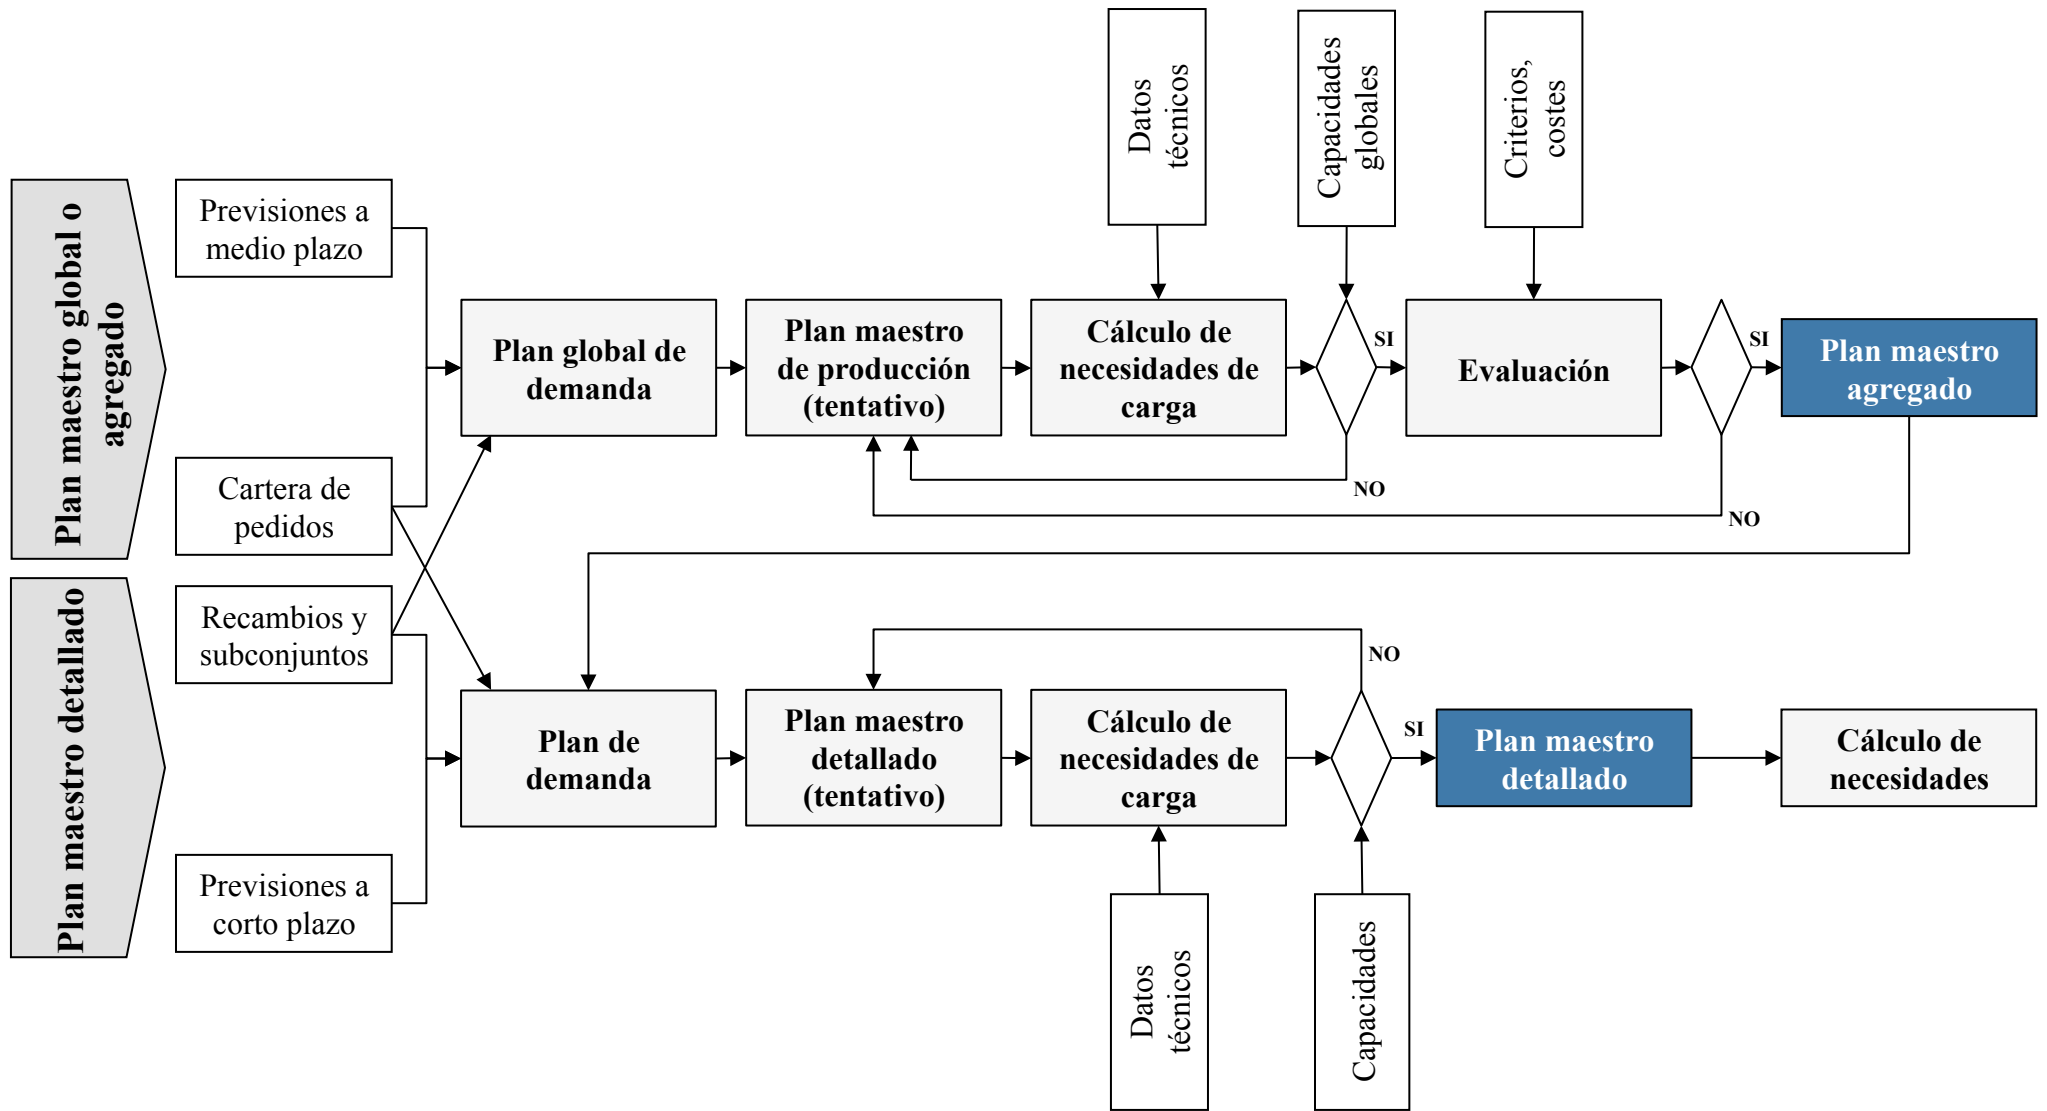 Plan maestro global o
agregado
Previsiones a
medio plazo
Cartera de
pedidos
Plan global de
demanda
Plan maestro
de producción
(tentativo)
Datos
técnicos
Cálculo de
necesidades de
carga
Capacidades
globales
SI
NO
Criterios,
costes
Evaluación
SI
NO
Plan maestro
agregado
Plan maestro detallado
Recambios y
subconjuntos
Previsiones a
corto plazo
Plan de
demanda
Plan maestro
detallado
(tentativo)
Cálculo de
necesidades de
carga
Datos
técnicos
NO
SI
Capacidades
Plan maestro
detallado
Cálculo de
necesidades